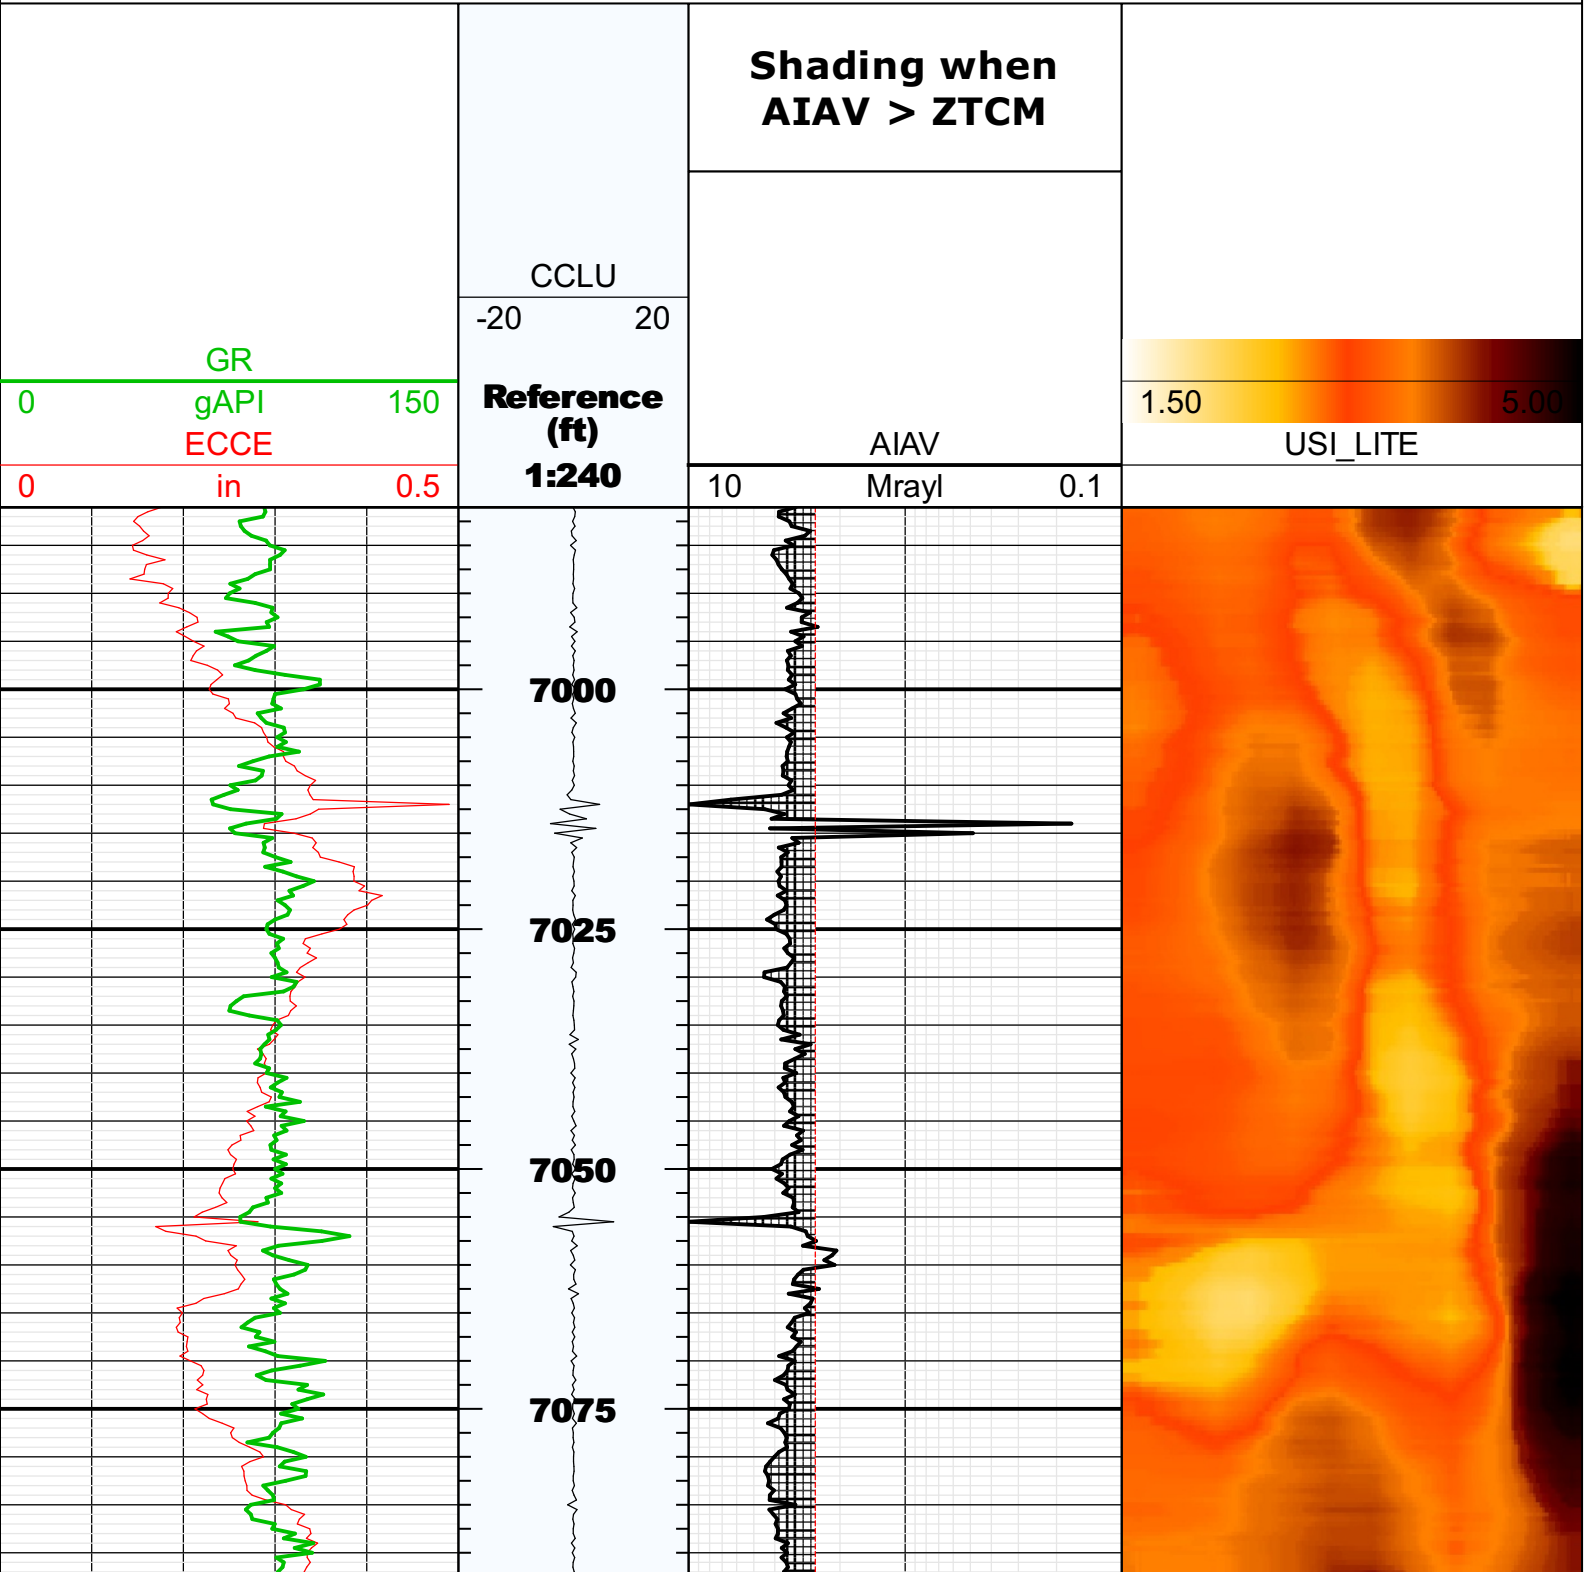 Shading when
AIAV > ZTCM
CCLU
-20 20
GR
0 gAPI 150
ECCE
0 in 0.5
Reference
(ft)
1:240
AIAV
10 Mrayl 0.1
1.50 5.00
USI_LITE
7000
7025
7050
7075